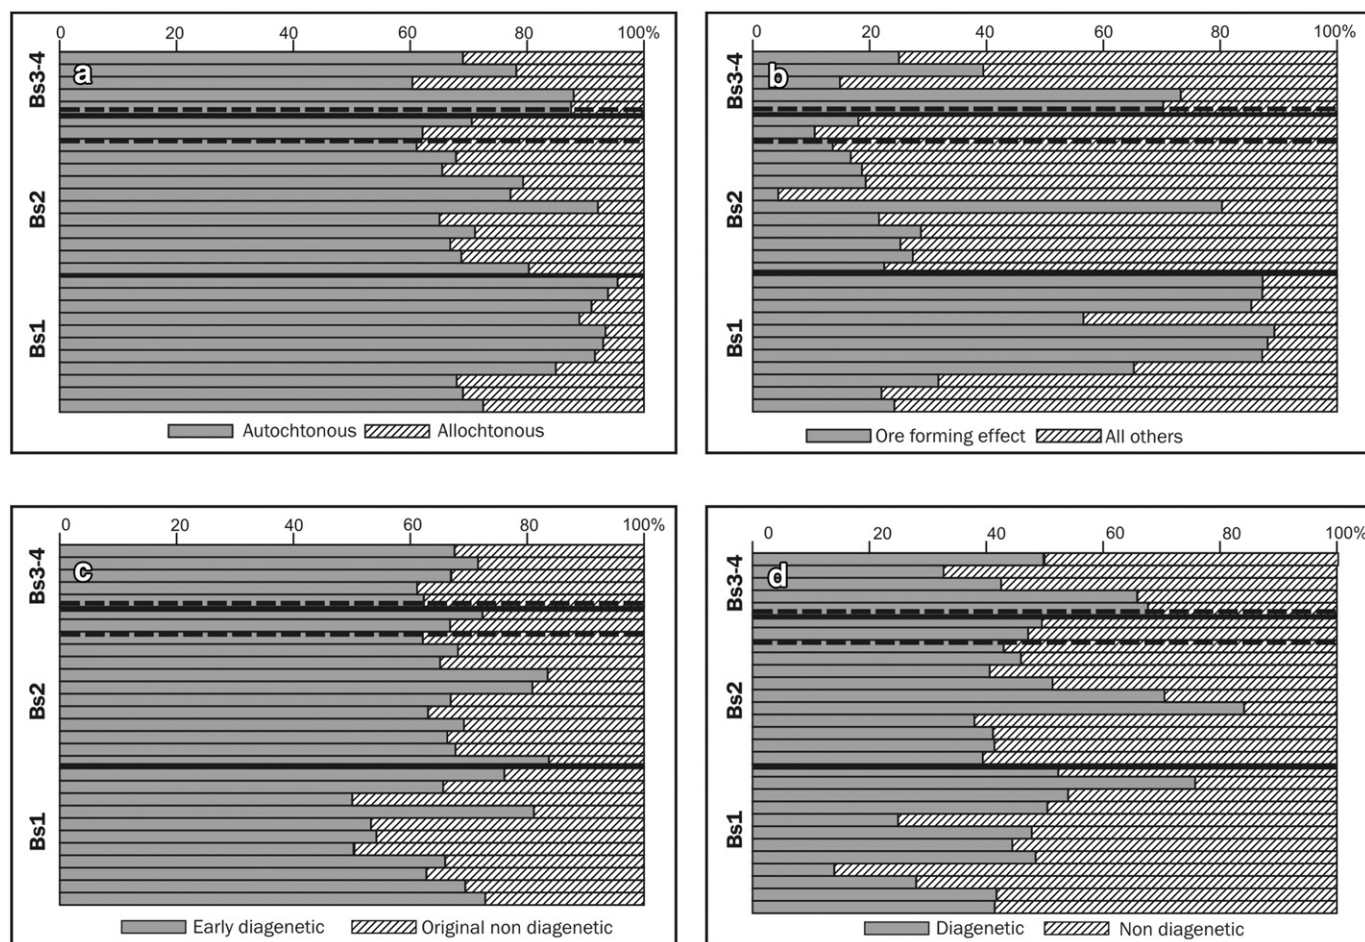 0 20 40 60 80 100%
a
Bs3-4
Bs2
Bs1
Autochtonous Allochtonous
0 20 40 60 80 100%
b
Bs3-4
Bs2
Bs1
Ore forming effect All others
0 20 40 60 80 100%
c
Bs3-4
Bs2
Bs1
Early diagenetic Original non diagenetic
0 20 40 60 80 100%
d
Bs3-4
Bs2
Bs1
Diagenetic Non diagenetic